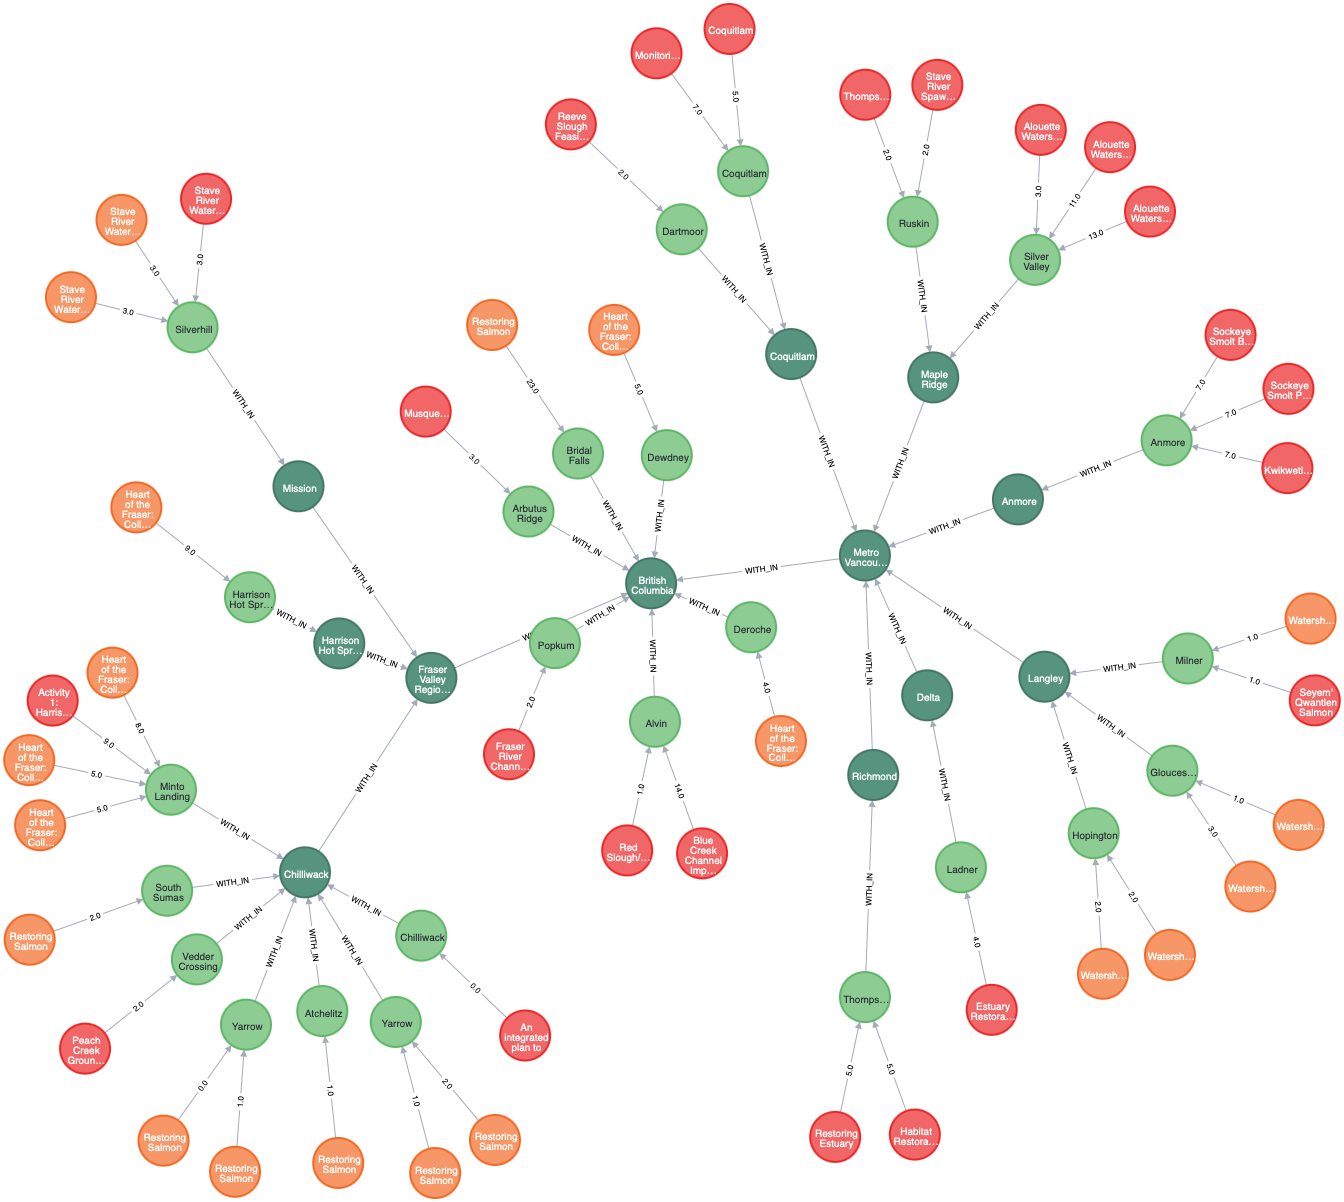 Coquitlam
Monitori...
7.0
5.0
Reeve
Slough
Feasi...
2.0
Coquitlam
Dartmoor
WITH_IN
WITH_IN
Coquitlam
WITH_IN
Thomps...
Stave
River
Spaw...
2.0
2.0
Ruskin
WITH_IN
Alouette
Waters...
Alouette
Waters...
Alouette
Waters...
3.0
11.0
13.0
Silver
Valley
WITH_IN
Maple
Ridge
WITH_IN
Stave
River
Water...
Stave
River
Water...
Stave
River
Water...
3.0
3.0
3.0
Silverhill
WITH_IN
Mission
WITH_IN
Restoring
Salmon
23.0
Bridal
Falls
WITH_IN
Heart
of the
Fraser:
Coll...
5.0
Dewdney
WITH_IN
Musque...
3.0
Arbutus
Ridge
WITH_IN
Sockeye
Smolt B...
Sockeye
Smolt P...
Kwikwetl...
7.0
7.0
7.0
Anmore
WITH_IN
Anmore
WITH_IN
Metro
Vancou...
WITH_IN
British
Columbia
Heart
of the
Fraser:
Coll...
9.0
Harrison
Hot Spr...
WITH_IN
Harrison
Hot Spr...
WITH_IN
Fraser
Valley
Regio...
W
Popkum
WITH_IN
2.0
Fraser
River
Chann...
WITH_IN
Alvin
1.0
14.0
Red
Slough/...
Blue
Creek
Channel
Imp...
WITH_IN
Deroche
4.0
Heart
of the
Fraser:
Coll...
Heart
of the
Fraser:
Coll...
Activity
1:
Harris...
Heart
of the
Fraser:
Coll...
Heart
of the
Fraser:
Coll...
8.0
9.0
5.0
5.0
Minto
Landing
WITH_IN
WITH_IN
Chilliwack
South
Sumas
WITH_IN
2.0
Restoring
Salmon
Vedder
Crossing
WITH_IN
2.0
Peach
Creek
Groun...
Yarrow
WITH_IN
0.0
1.0
Restoring
Salmon
Restoring
Salmon
Atchelitz
WITH_IN
1.0
Restoring
Salmon
Yarrow
WITH_IN
1.0
2.0
Restoring
Salmon
Restoring
Salmon
Chilliwack
WITH_IN
0.0
An
integrated
plan to
WITH_IN
Richmond
WITH_IN
Thomps...
5.0
5.0
Restoring
Estuary
Habitat
Restora...
WITH_IN
Delta
WITH_IN
Ladner
4.0
Estuary
Restora...
WITH_IN
Langley
WITH_IN
Milner
1.0
1.0
Watersh...
Seyem'
Qwantlen
Salmon
WITH_IN
Glouces...
1.0
3.0
Watersh...
Watersh...
WITH_IN
Hopington
2.0
2.0
Watersh...
Watersh...